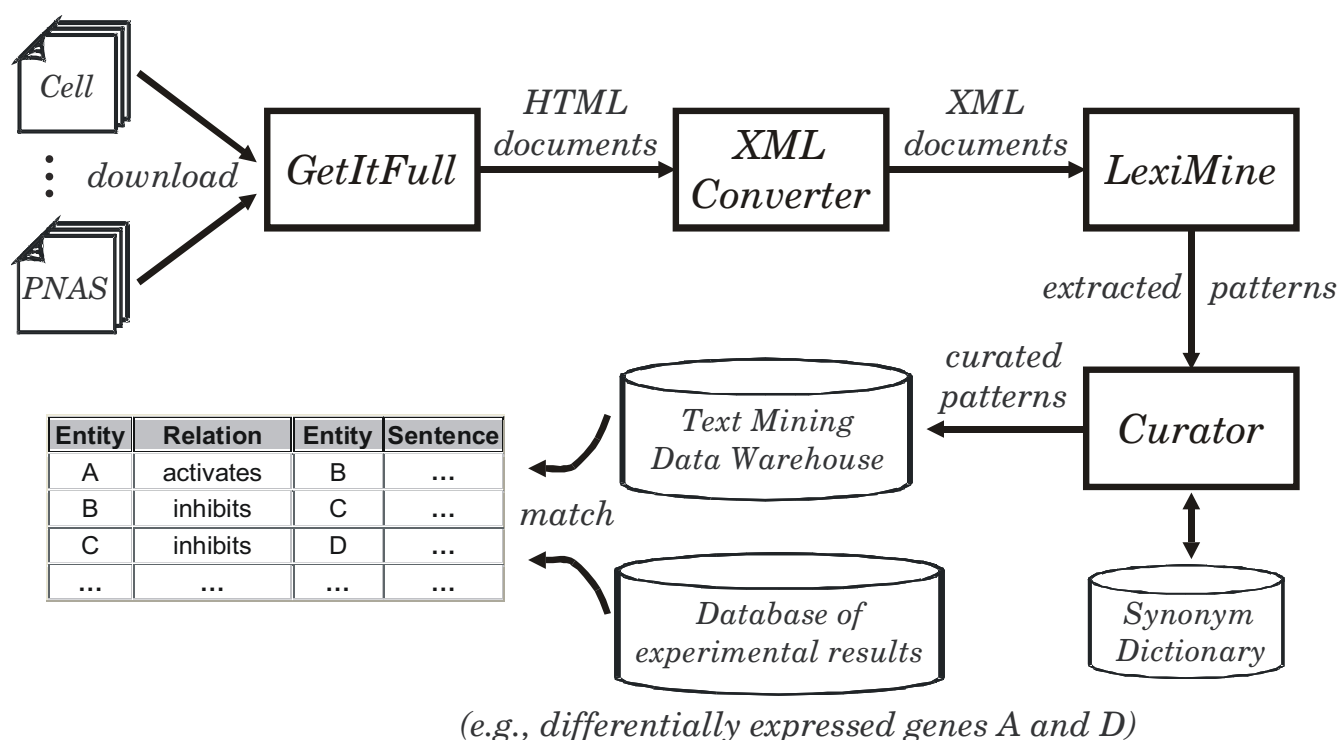 Cell
download
PNAS
GetItFull
HTML
documents
XML
Converter
XML
documents
LexiMine
extracted patterns
Curator
curated
patterns
Synonym
Dictionary
Text Mining
Data Warehouse
match
Database of
experimental results
(e.g., differentially expressed genes A and D)
Entity Relation Entity Sentence
A activates B ...
B inhibits C ...
C inhibits D ...
... ... ... ...